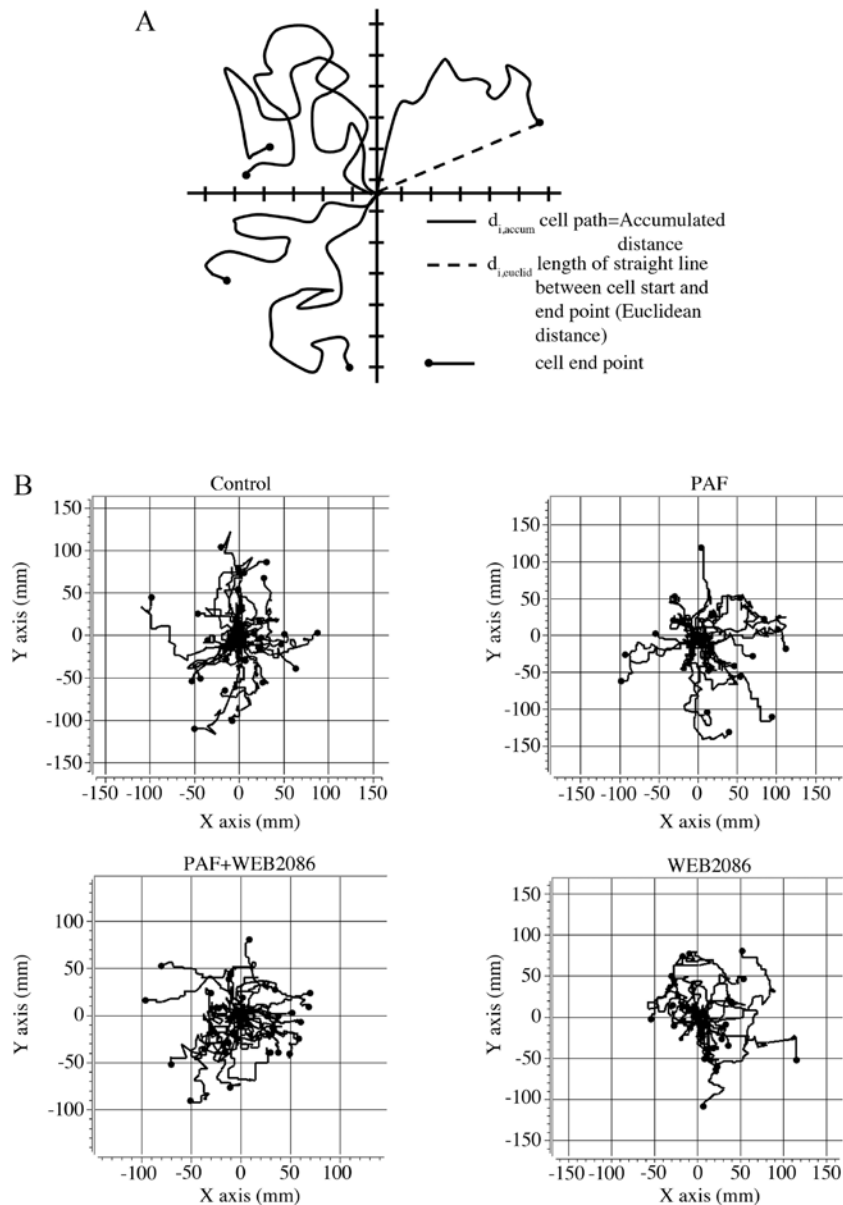 A
d i,accum cell path=Accumulated
distance
d i,euclid length of straight line
between cell start and
end point (Euclidean
distance)
cell end point
B
Control
150
100
50
0
-50
-100
-150
Y axis (mm)
-150 -100 -50 0 50 100 150
X axis (mm)
PAF
150
100
50
0
-50
-100
-150
Y axis (mm)
-150 -100 -50 0 50 100 150
X axis (mm)
PAF+WEB2086
100
50
0
-50
-100
Y axis (mm)
-100 -50 0 50 100
X axis (mm)
WEB2086
150
100
50
0
-50
-100
-150
Y axis (mm)
-150 -100 -50 0 50 100 150
X axis (mm)